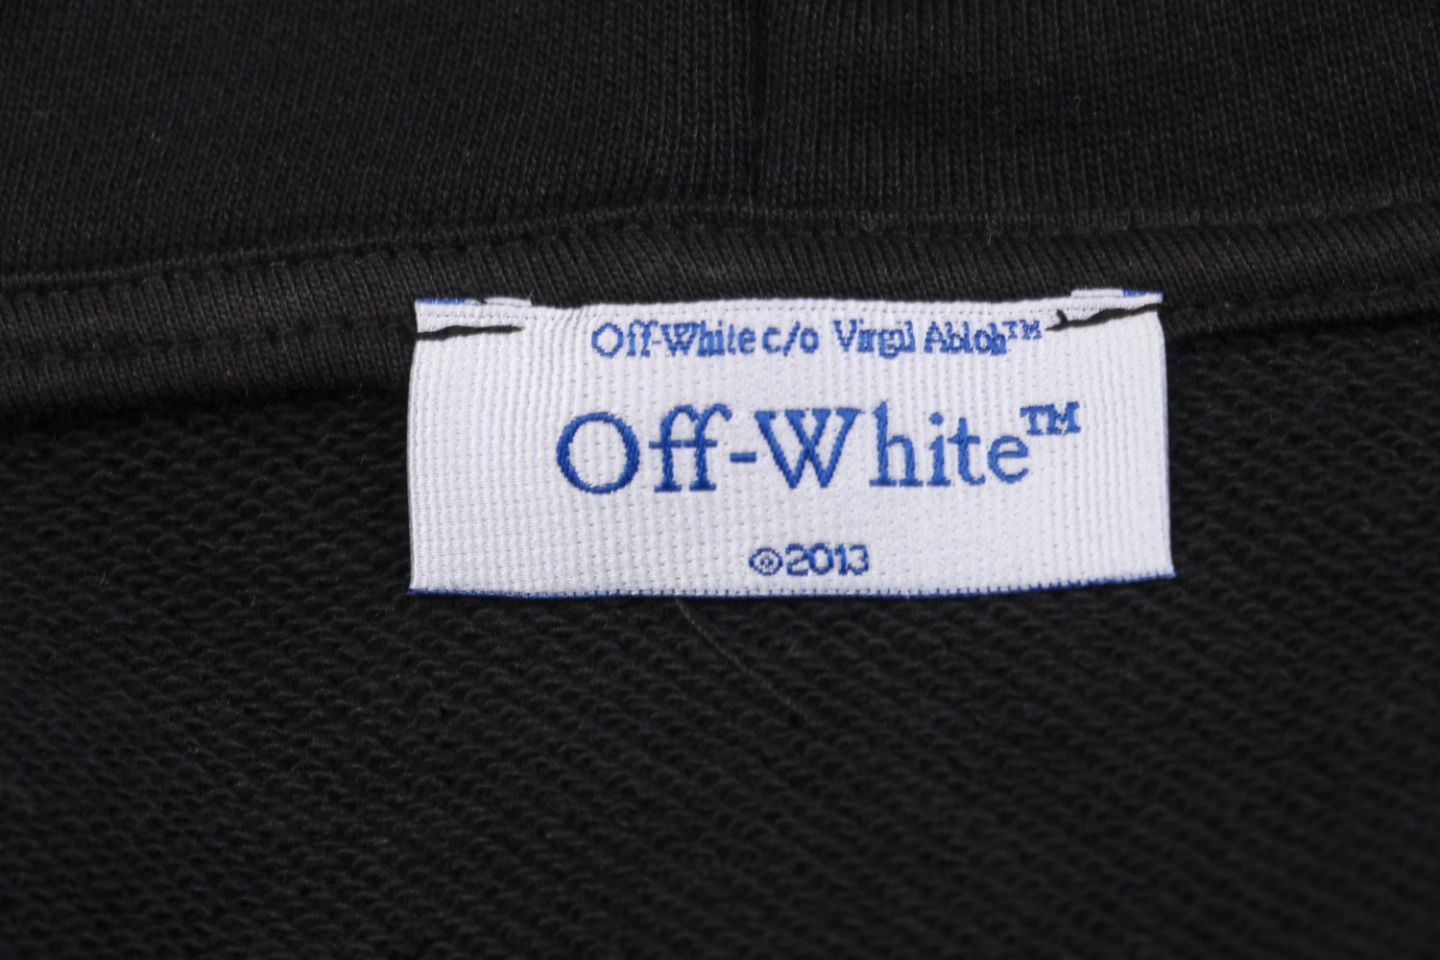 Off-White c/o Virgil Abloh™
Off-White™
©2013